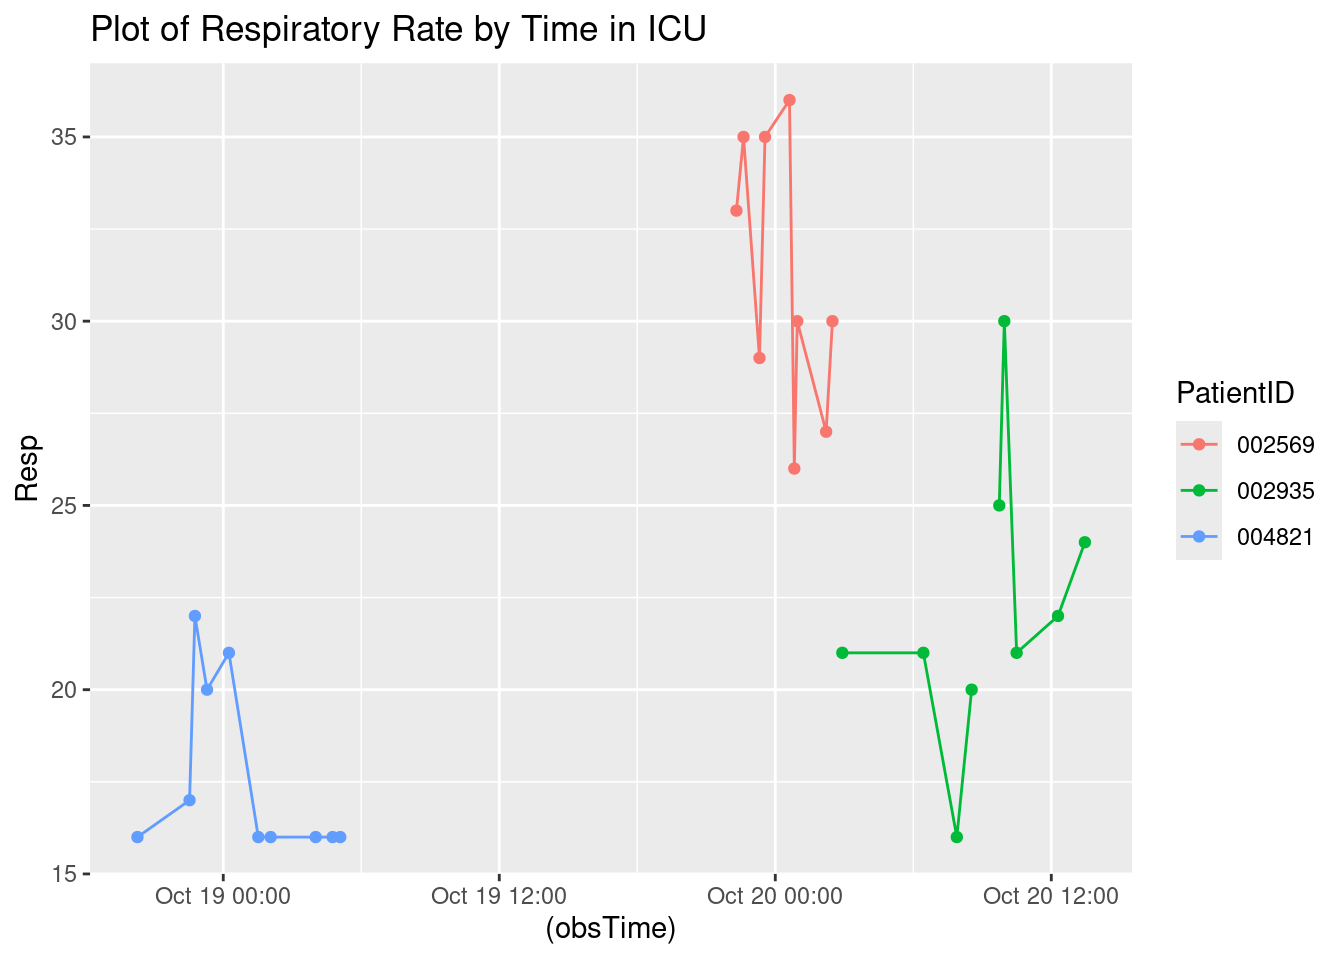 Plot of Respiratory Rate by Time in ICU
Resp
35
30
25
20
15
Oct 19 00:00 Oct 19 12:00 Oct 20 00:00 Oct 20 12:00
(obsTime)
PatientID
002569
002935
004821